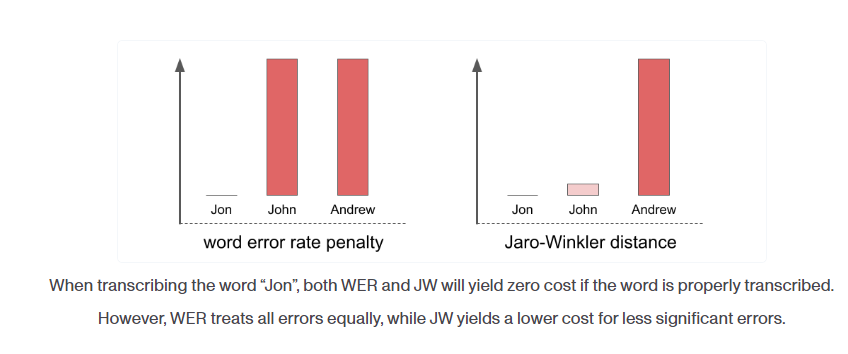 Jon John Andrew
word error rate penalty
Jon John Andrew
Jaro-Winkler distance
When transcribing the word “Jon”, both WER and JW will yield zero cost if the word is properly transcribed.
However, WER treats all errors equally, while JW yields a lower cost for less significant errors.